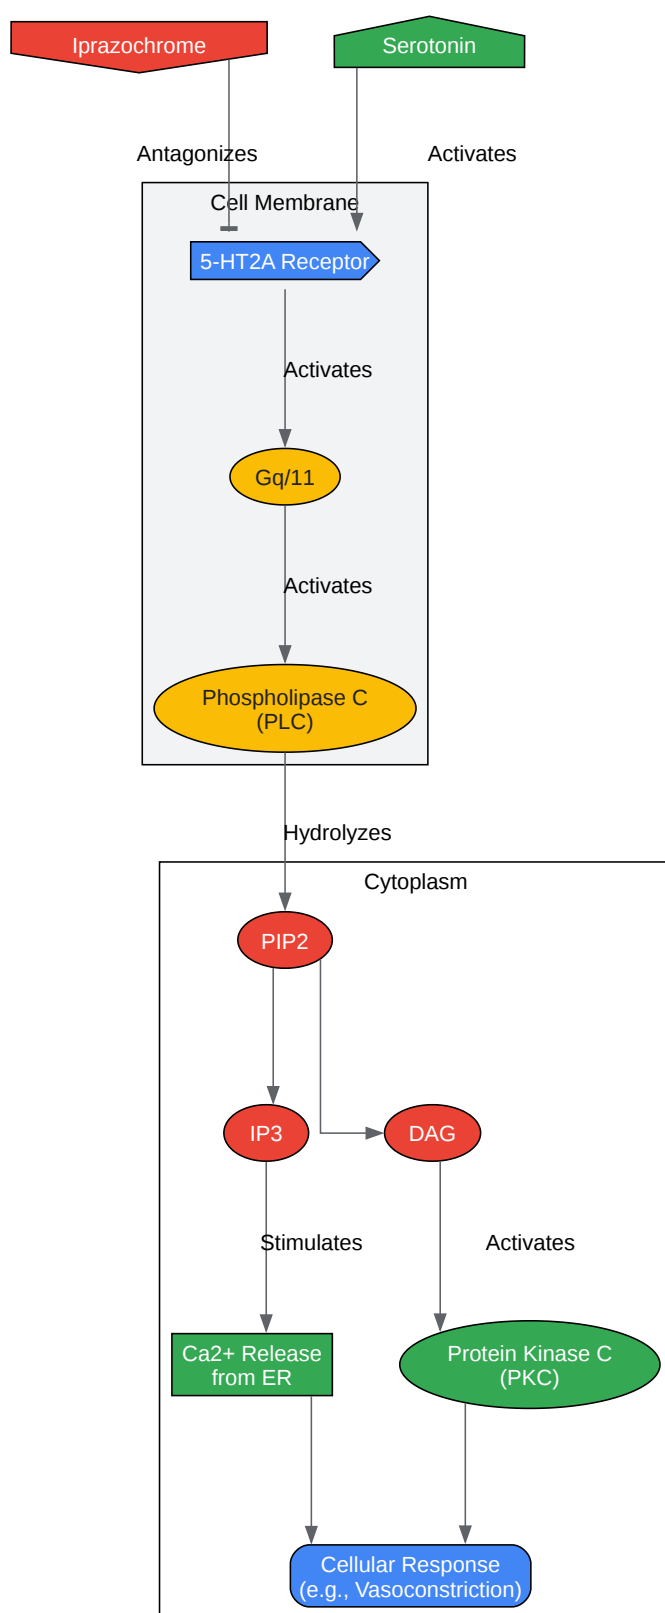 Iprazochrome
Serotonin
Antagonizes
Activates
Cell Membrane
5-HT2A Receptor
Activates
Gq/11
Activates
Phospholipase C
(PLC)
Hydrolyzes
Cytoplasm
PIP2
IP3
DAG
Stimulates
Activates
Ca2+ Release
from ER
Protein Kinase C
(PKC)
Cellular Response
(e.g., Vasoconstriction)